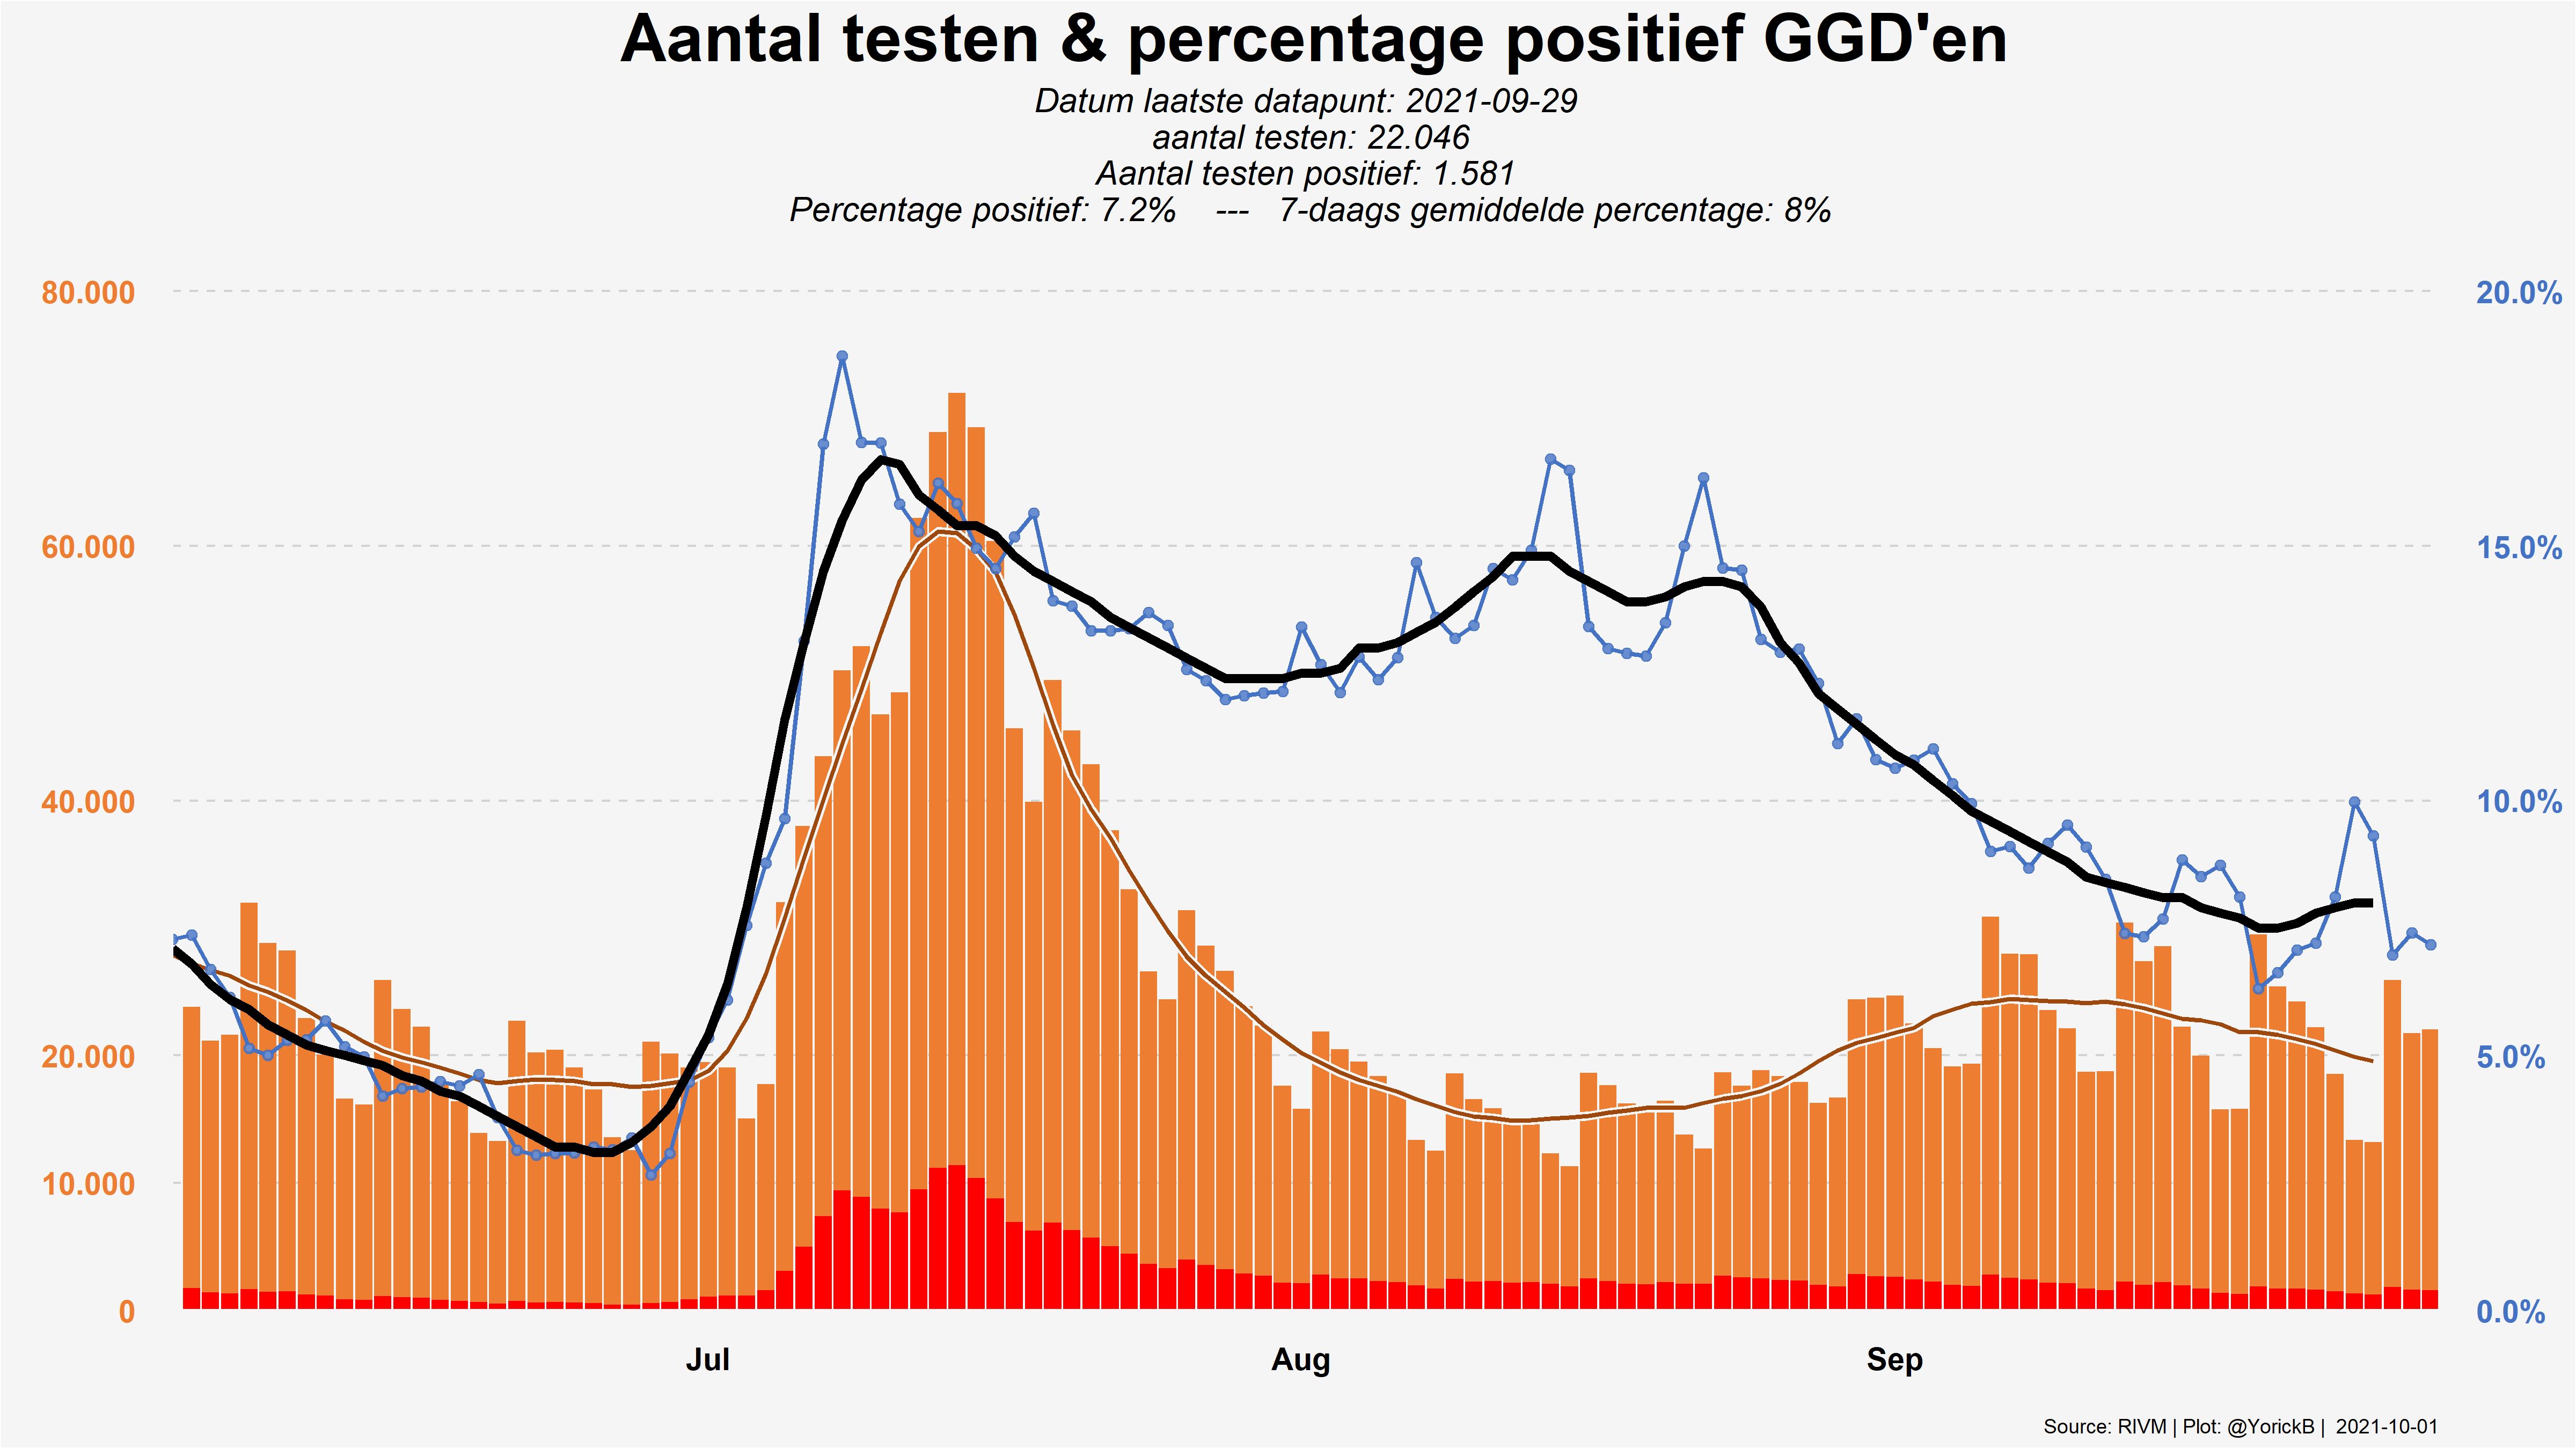 Aantal testen & percentage positief GGD'en
Datum laatste datapunt: 2021-09-29
aantal testen: 22.046
Aantal testen positief: 1.581
Percentage positief: 7.2% --- 7-daags gemiddelde percentage: 8%
80.000
20.0%
60.000
15.0%
40.000
10.0%
20.000
5.0%
10.000
0
0.0%
Jul
Aug
Sep
Source: RIVM | Plot: @YorickB | 2021-10-01